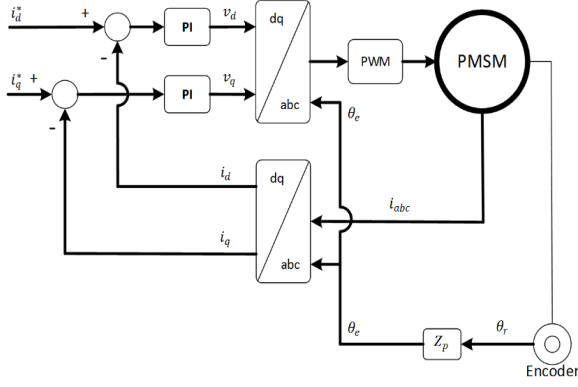 i_d^* + PI v_d dq
-
i_q^* + PI v_q PWM PMSM
-
abc
θ_e
i_d dq
i_abc
i_q
abc
θ_e Z_p θ_r
Encoder